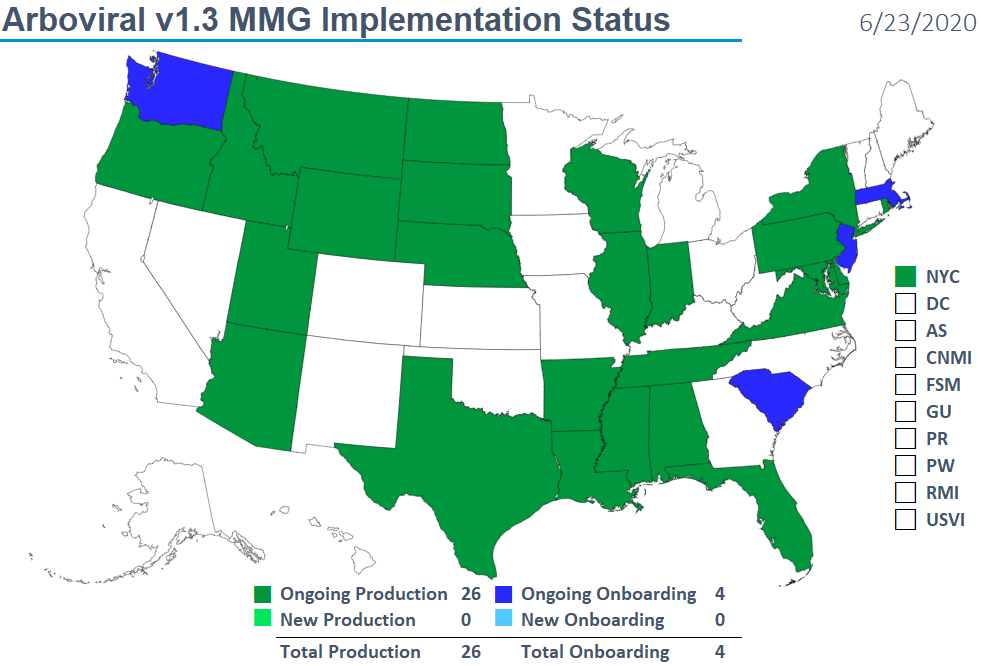 Arboviral v1.3 MMG Implementation Status
6/23/2020
NYC
DC
AS
CNMI
FSM
GU
PR
PW
RMI
USVI
Ongoing Production 26 Ongoing Onboarding 4
New Production 0 New Onboarding 0
Total Production 26 Total Onboarding 4